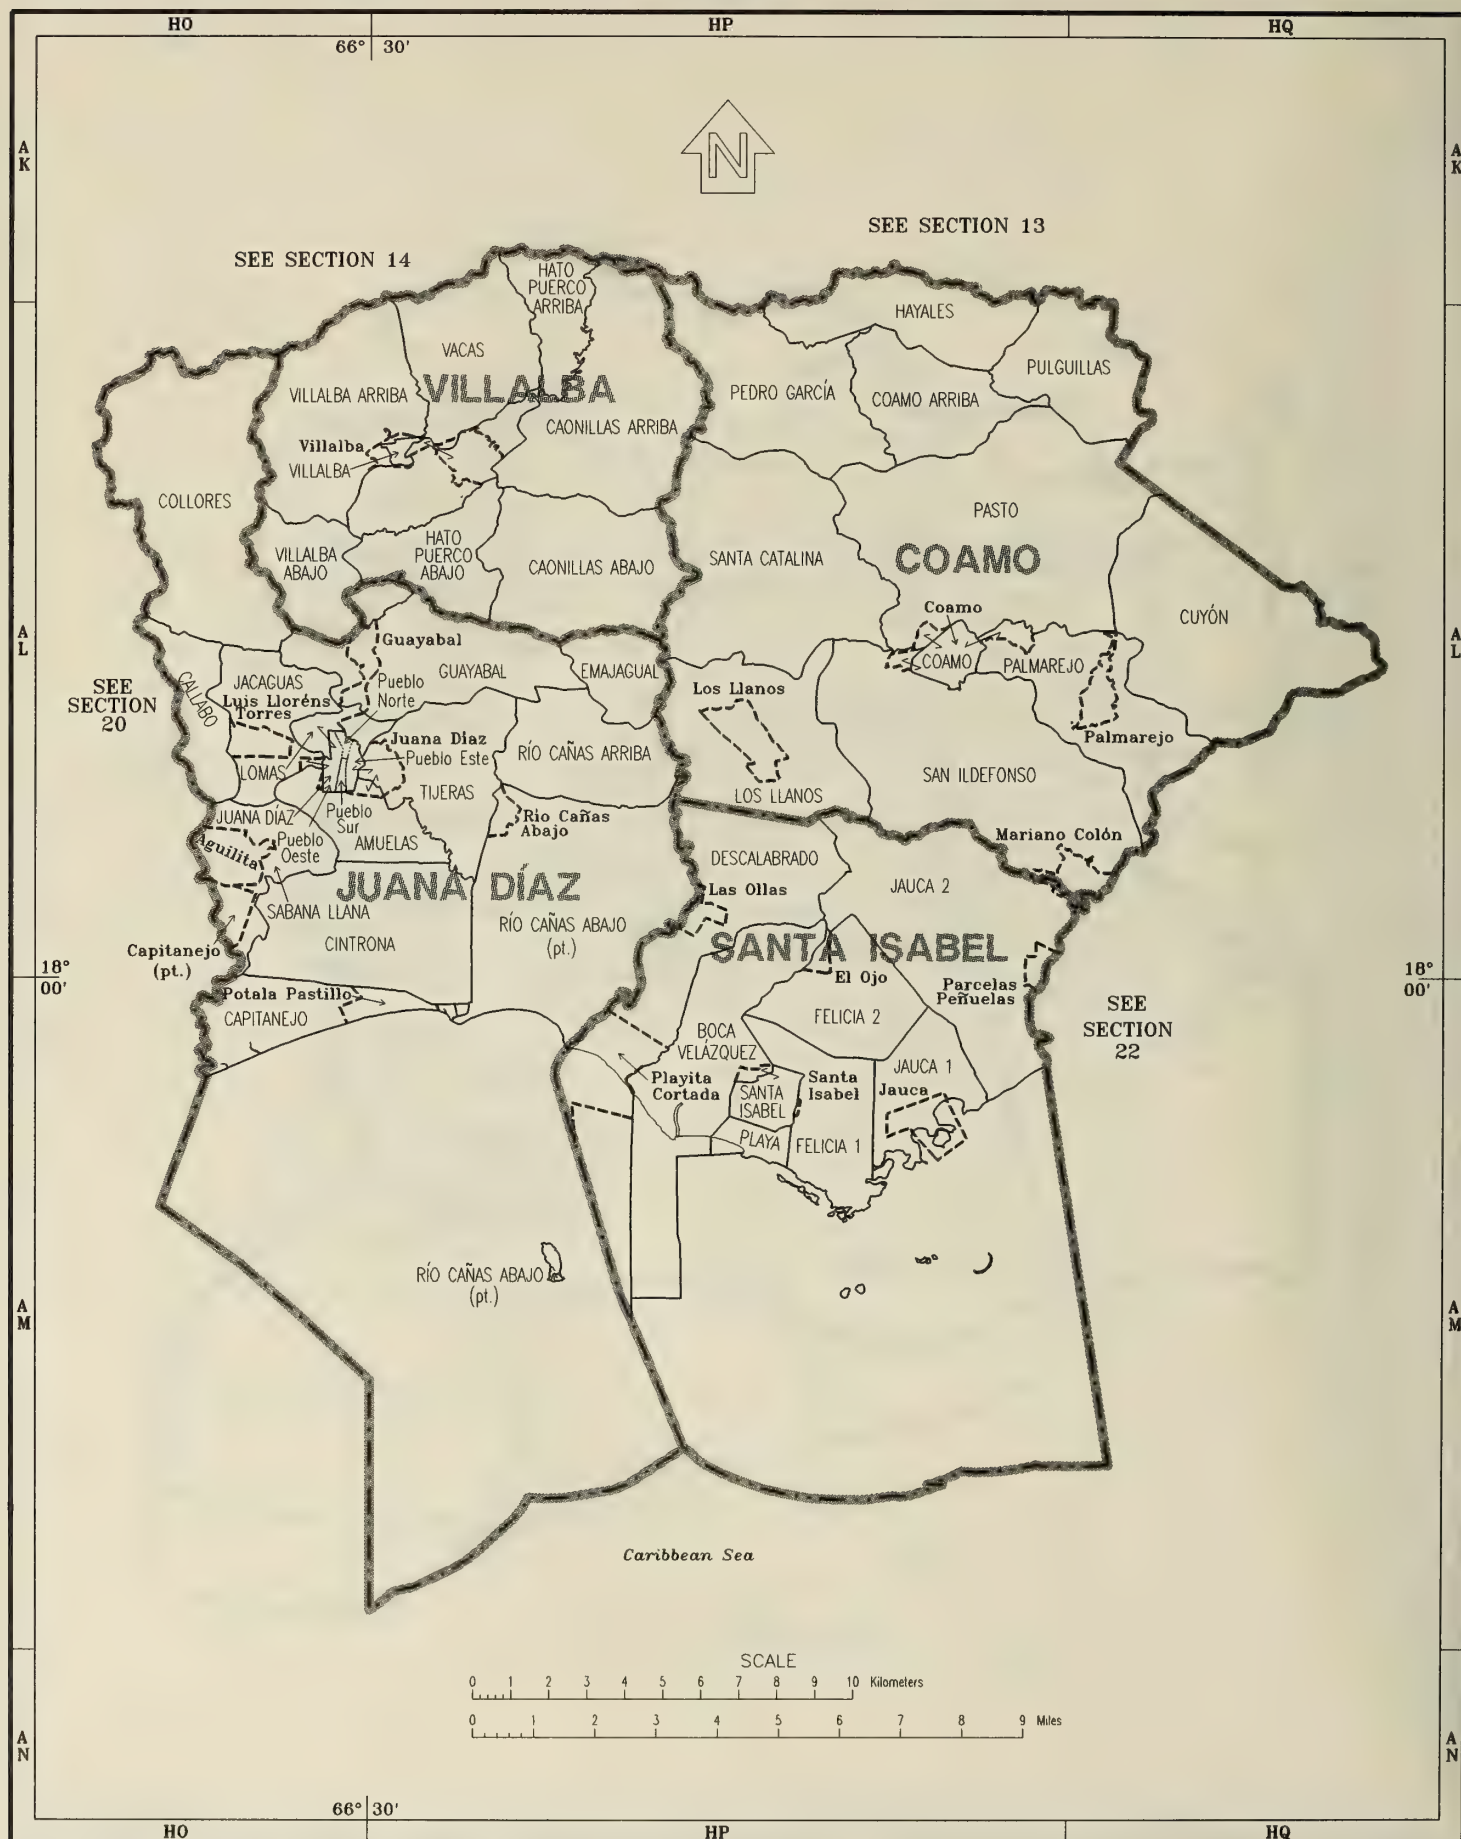 HO
HP
HQ
66° 30'
A
K
A
K
N
SEE SECTION 13
SEE SECTION 14
HATO
PUERCO
ARRIBA
HAYALES
VACAS
VILLALBA
PULGUILLAS
VILLALBA ARRIBA
PEDRO GARCÍA
COAMO ARRIBA
CAONILLAS ARRIBA
Villalba
VILLALBA
COLLORES
PASTO
HATO
PUERCO
ABAJO
VILLALBA
ABAJO
CAONILLAS ABAJO
SANTA CATALINA
COAMO
Coamo
CUYÓN
A
L
A
L
Guayabal
GUAYABAL
EMAJAGUAL
COAMO
PALMAREJO
SEE
SECTION
20
CALLABO
JACAGUAS
Pueblo
Norte
Luis Lloréns
Torres
Los Llanos
Juana Díaz
Pueblo Este
RÍO CAÑAS ARRIBA
Palmarejo
LOMAS
TIJERAS
SAN ILDEFONSO
LOS LLANOS
JUANA DÍAZ
Pueblo
Sur
Río Cañas
Abajo
Aguilita
Pueblo
Oeste
AMUELAS
Mariano Colón
DESCALABRADO
JUANA DÍAZ
JAUCA 2
Las Ollas
SABANA LLANA
CINTRONA
RÍO CAÑAS ABAJO
(pt.)
SANTA ISABEL
Capitanejo
(pt.)
El Ojo
18°
00'
18°
00'
Parcelas
Peñuelas
Potala Pastillo
CAPITANEJO
FELICIA 2
SEE
SECTION
22
BOCA
VELÁZQUEZ
JAUCA 1
Playita
Cortada
SANTA
ISABEL
Santa
Isabel
Jauca
PLAYA
FELICIA 1
RÍO CAÑAS ABAJO
(pt.)
A
M
A
M
Caribbean Sea
SCALE
0 1 2 3 4 5 6 7 8 9 10 Kilometers
0 1 2 3 4 5 6 7 8 9 Miles
A
N
A
N
66° 30'
HO
HP
HQ